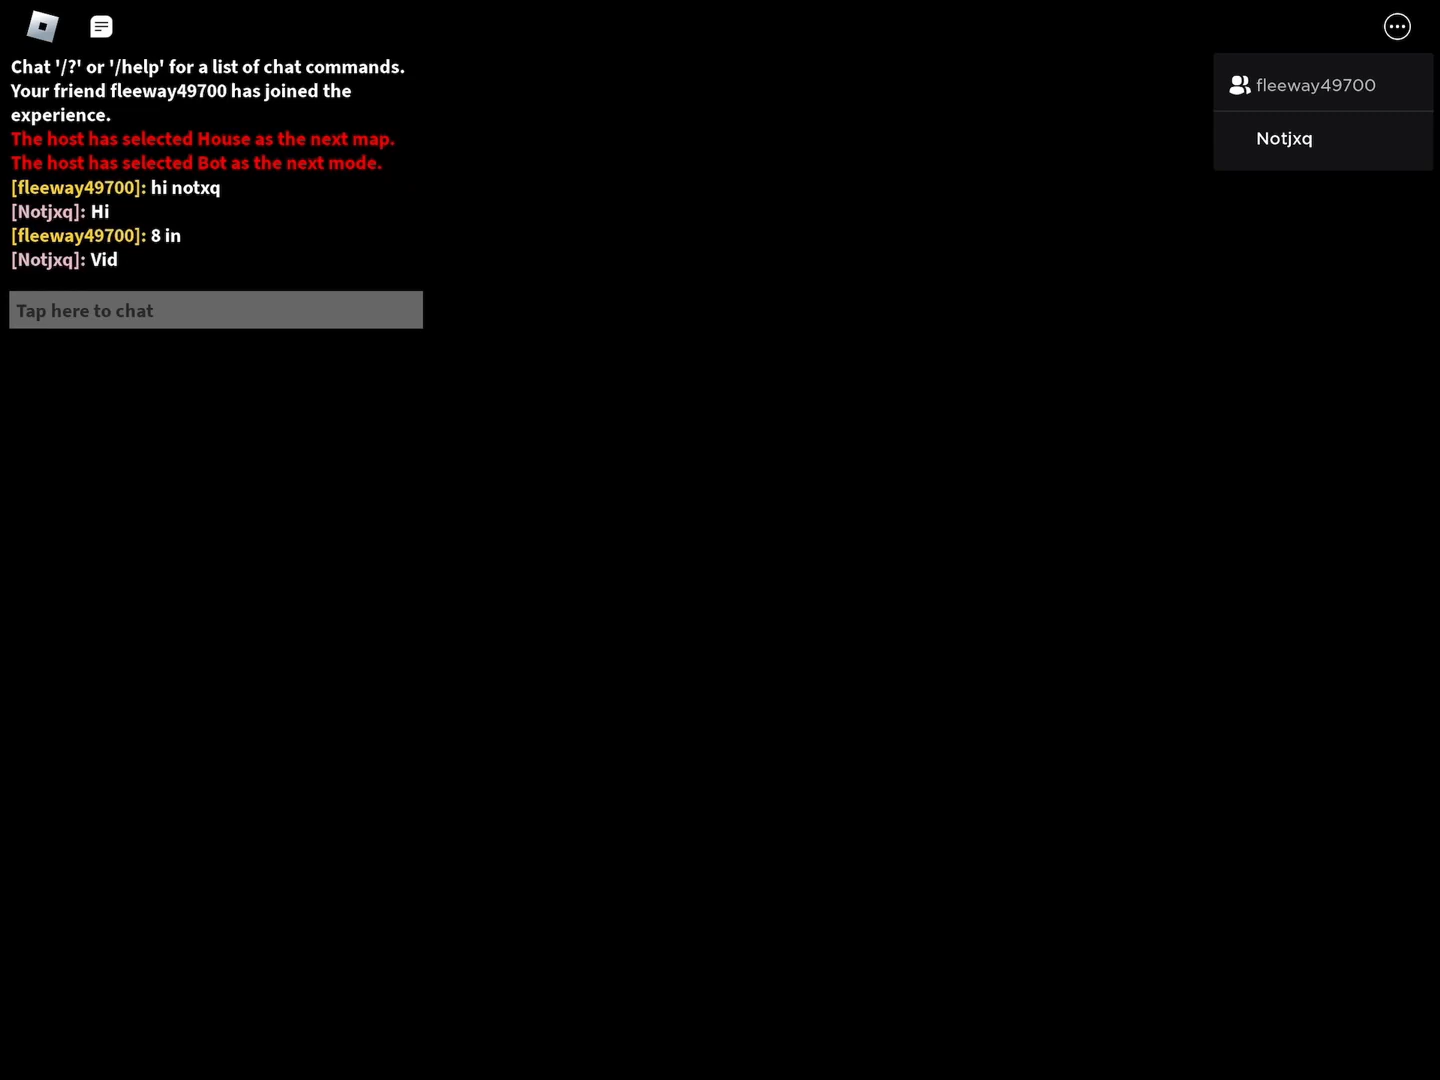 Chat '/?' or '/help' for a list of chat commands.
Your friend fleeway49700 has joined the
experience.
The host has selected House as the next map.
The host has selected Bot as the next mode.
[fleeway49700]: hi notxq
[Notjxq]: Hi
[fleeway49700]: 8 in
[Notjxq]: Vid
Tap here to chat
fleeway49700
Notjxq